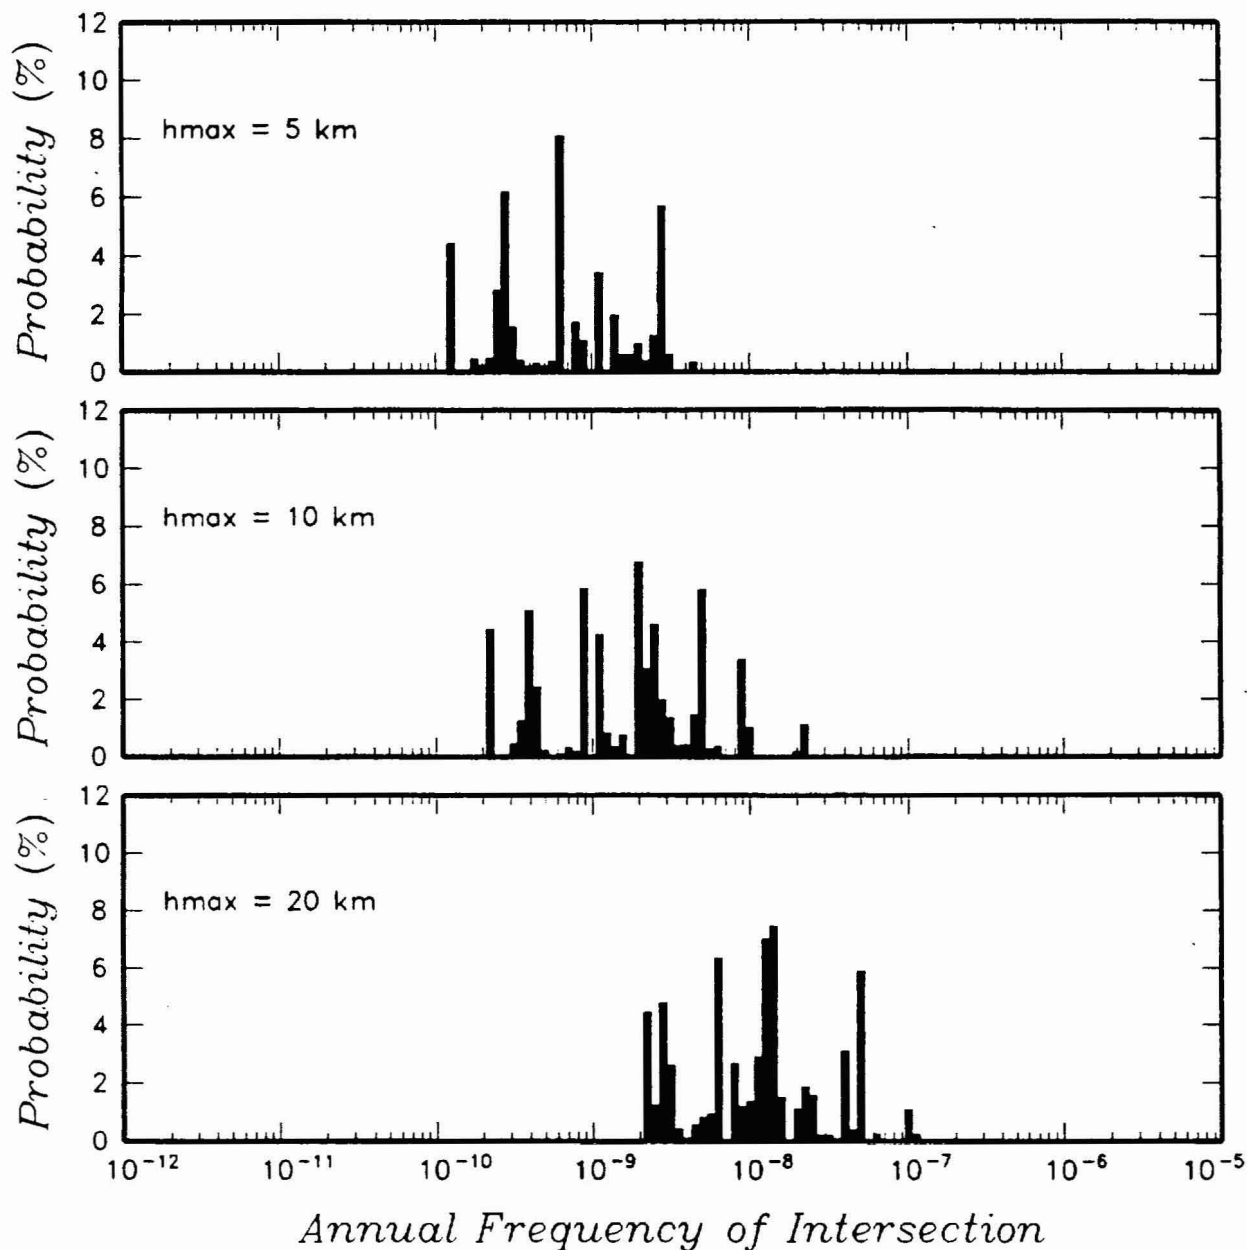 12
10
8
6
4
2
0
Probability (%)
hmax = 5 km
12
10
8
6
4
2
0
Probability (%)
hmax = 10 km
12
10
8
6
4
2
0
Probability (%)
hmax = 20 km
10-12 10-11 10-10 10-9 10-8 10-7 10-6 10-5
Annual Frequency of Intersection